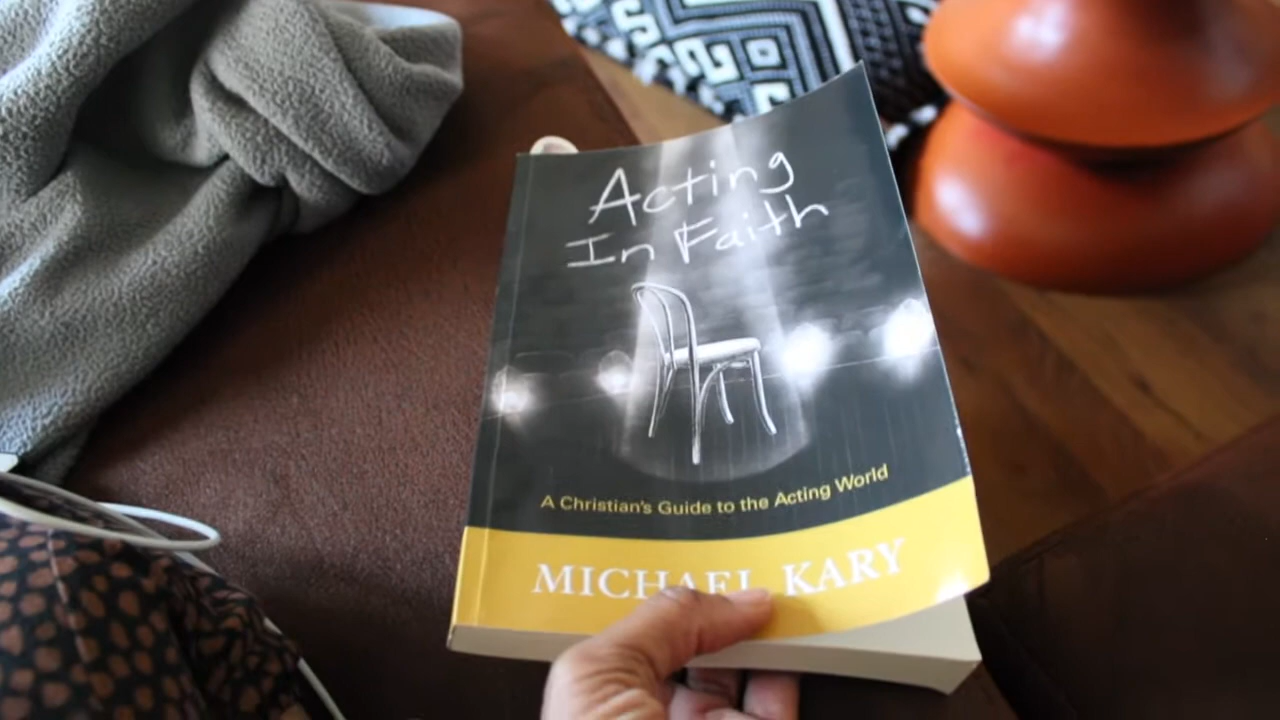 Acting
In Faith
A Christian's Guide to the Acting World
MICHAEL KARY